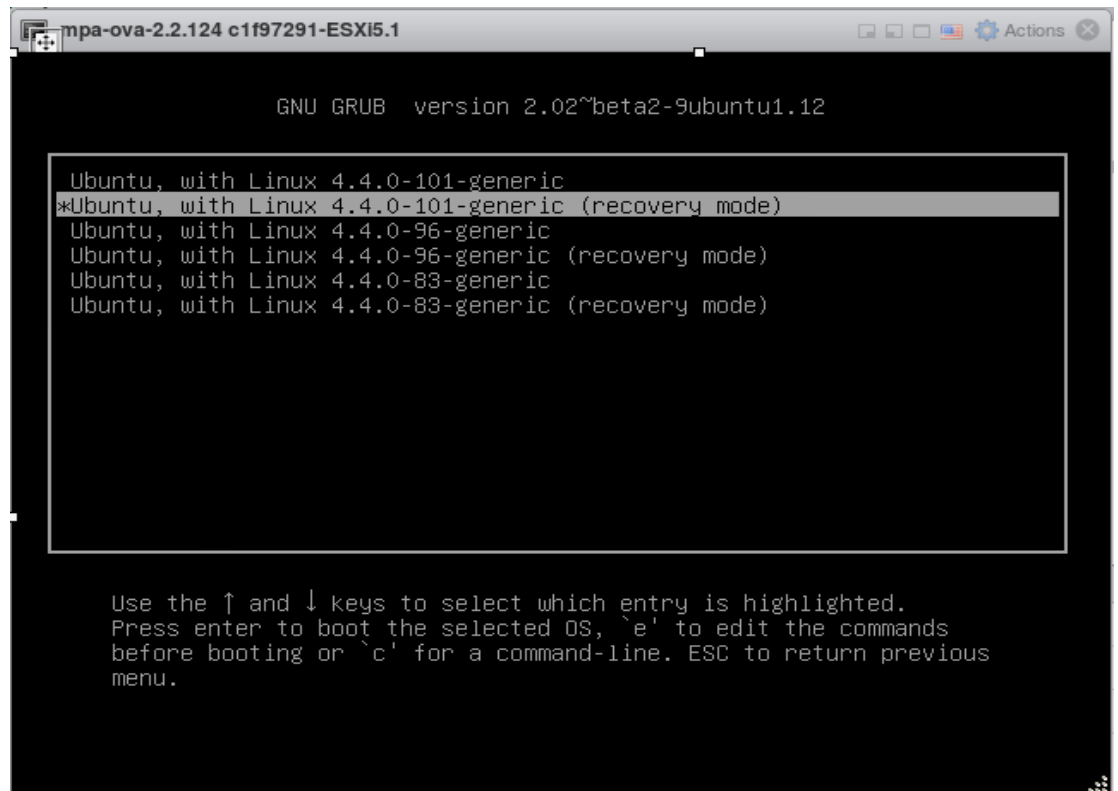 mpa-ova-2.2.124 c1f97291-ESXi5.1
Actions
GNU GRUB version 2.02~beta2-9ubuntu1.12
Ubuntu, with Linux 4.4.0-101-generic
*Ubuntu, with Linux 4.4.0-101-generic (recovery mode)
Ubuntu, with Linux 4.4.0-96-generic
Ubuntu, with Linux 4.4.0-96-generic (recovery mode)
Ubuntu, with Linux 4.4.0-83-generic
Ubuntu, with Linux 4.4.0-83-generic (recovery mode)
Use the ↑ and ↓ keys to select which entry is highlighted.
Press enter to boot the selected OS, `e' to edit the commands
before booting or `c' for a command-line. ESC to return previous
menu.